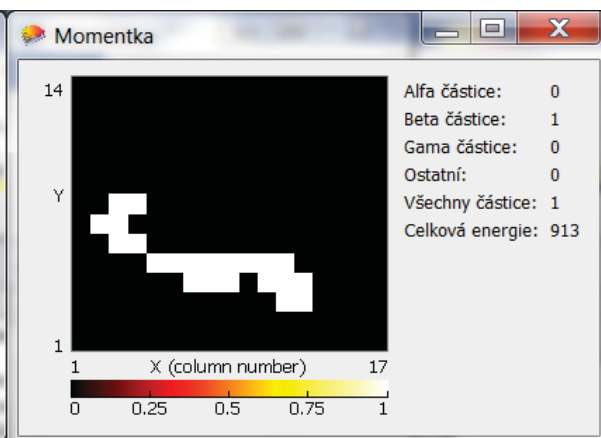 Momentka
14
Y
1
1 X (column number) 17
0 0.25 0.5 0.75 1
Alfa částice: 0
Beta částice: 1
Gama částice: 0
Ostatní: 0
Všechny částice: 1
Celková energie: 913